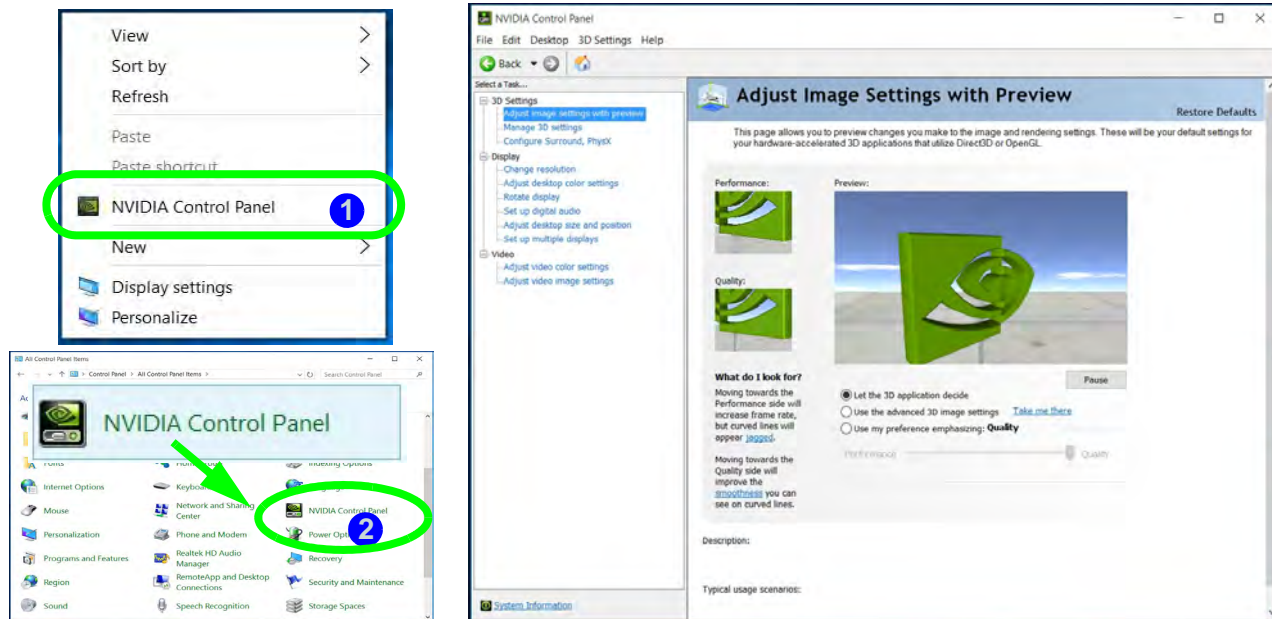 View
Sort by
Refresh
Paste
Paste shortcut
NVIDIA Control Panel
1
New
Display settings
Personalize
All Control Panel Items
Control Panel > All Control Panel Items >
Search Control Panel
NVIDIA Control Panel
Fonts
Indexing Options
Internet Options
Keyboard
Mouse
Network and Sharing
Center
NVIDIA Control Panel
2
Personalization
Phone and Modem
Power Opt
Programs and Features
Realtek HD Audio
Manager
Recovery
Region
RemoteApp and Desktop
Connections
Security and Maintenance
Sound
Speech Recognition
Storage Spaces
NVIDIA Control Panel
File Edit Desktop 3D Settings Help
Back
Select a Task...
3D Settings
Adjust image settings with preview
Manage 3D settings
Configure Surround, PhysX
Display
Change resolution
Adjust desktop color settings
Rotate display
Set up digital audio
Adjust desktop size and position
Set up multiple displays
Video
Adjust video color settings
Adjust video image settings
System Information
Adjust Image Settings with Preview
Restore Defaults
This page allows you to preview changes you make to the image and rendering settings. These will be your default settings for
your hardware-accelerated 3D applications that utilize Direct3D or OpenGL.
Performance:
Preview:
Quality:
What do I look for?
Moving towards the
Performance side will
increase frame rate,
but curved lines will
appear jagged.
Moving towards the
Quality side will
improve the
smoothness you can
see on curved lines.
Pause
Let the 3D application decide
Use the advanced 3D image settings Take me there
Use my preference emphasizing: Quality
Performance
Quality
Description:
Typical usage scenarios: